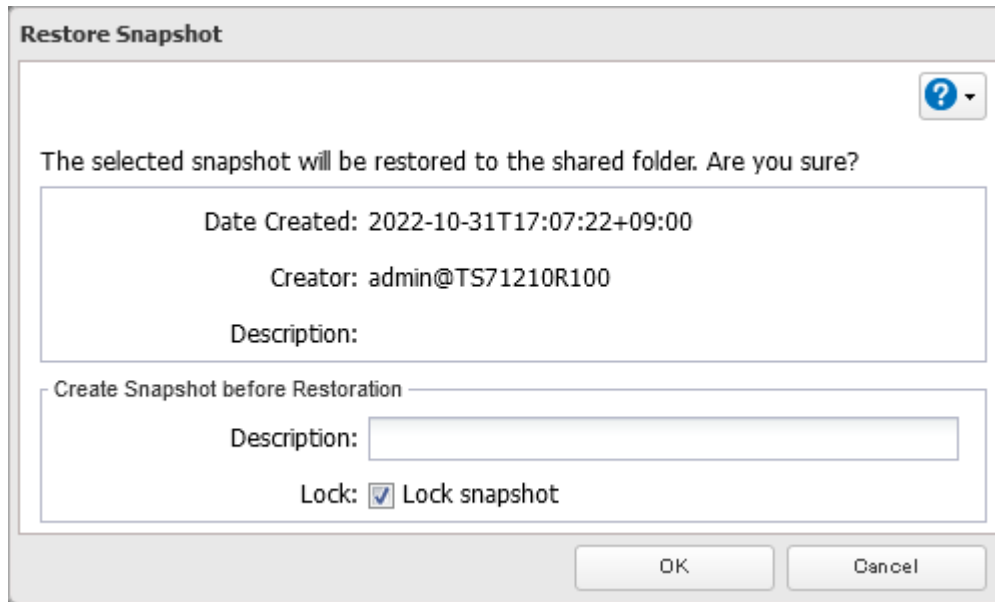 Restore Snapshot
?
The selected snapshot will be restored to the shared folder. Are you sure?
Date Created: 2022-10-31T17:07:22+09:00
Creator: admin@TS71210R100
Description:
Create Snapshot before Restoration
Description:
Lock: Lock snapshot
OK Cancel